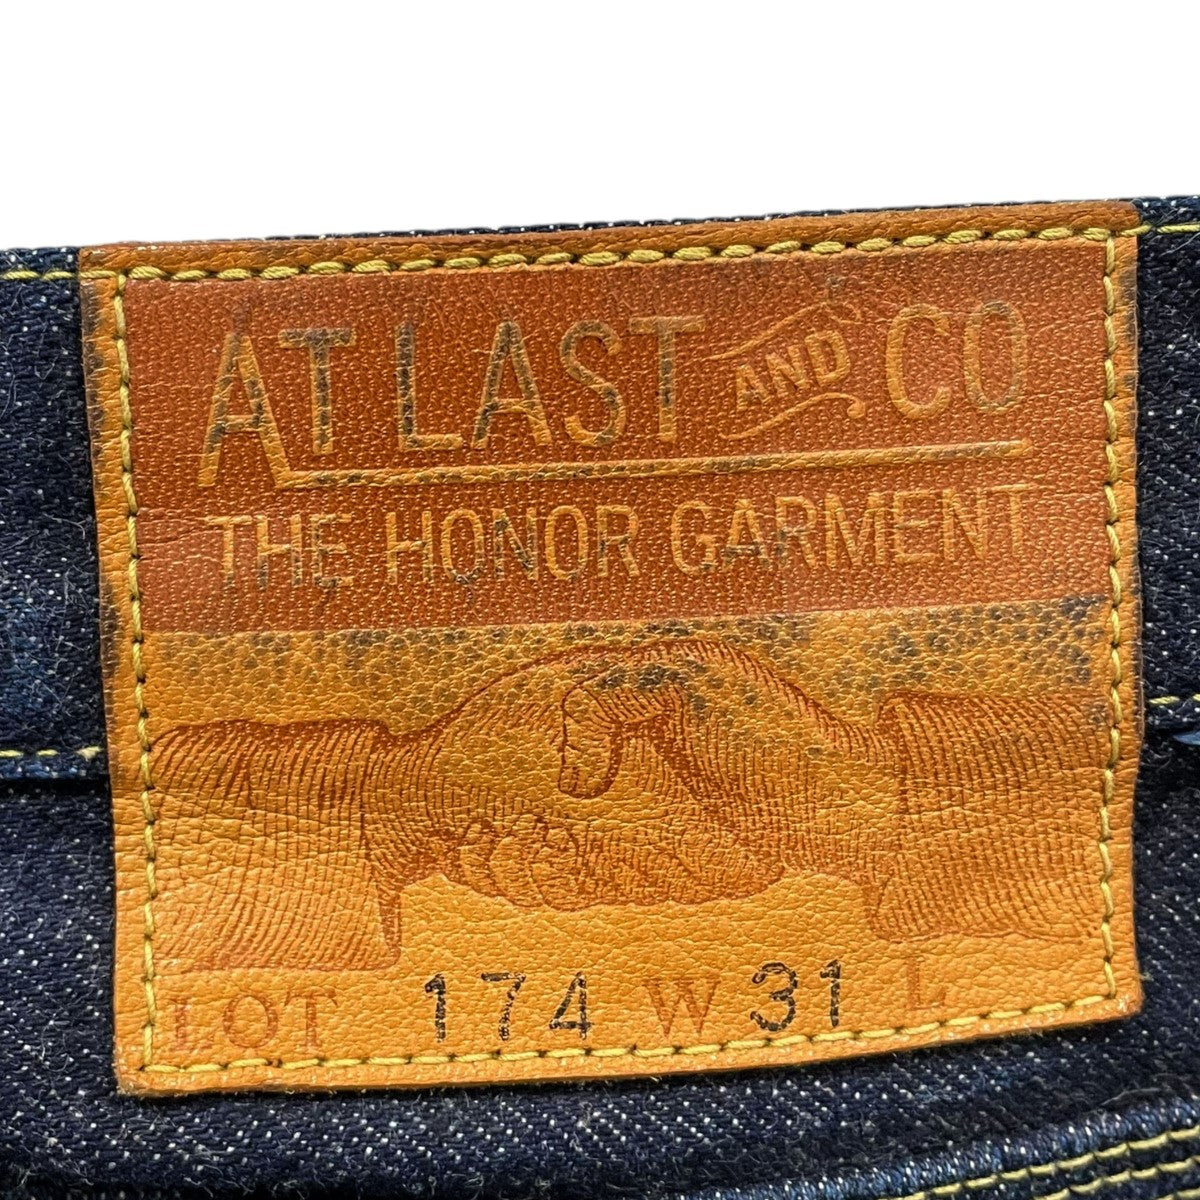 AT LAST AND CO
THE HONOR GARMENT
LOT 174 W 31 L